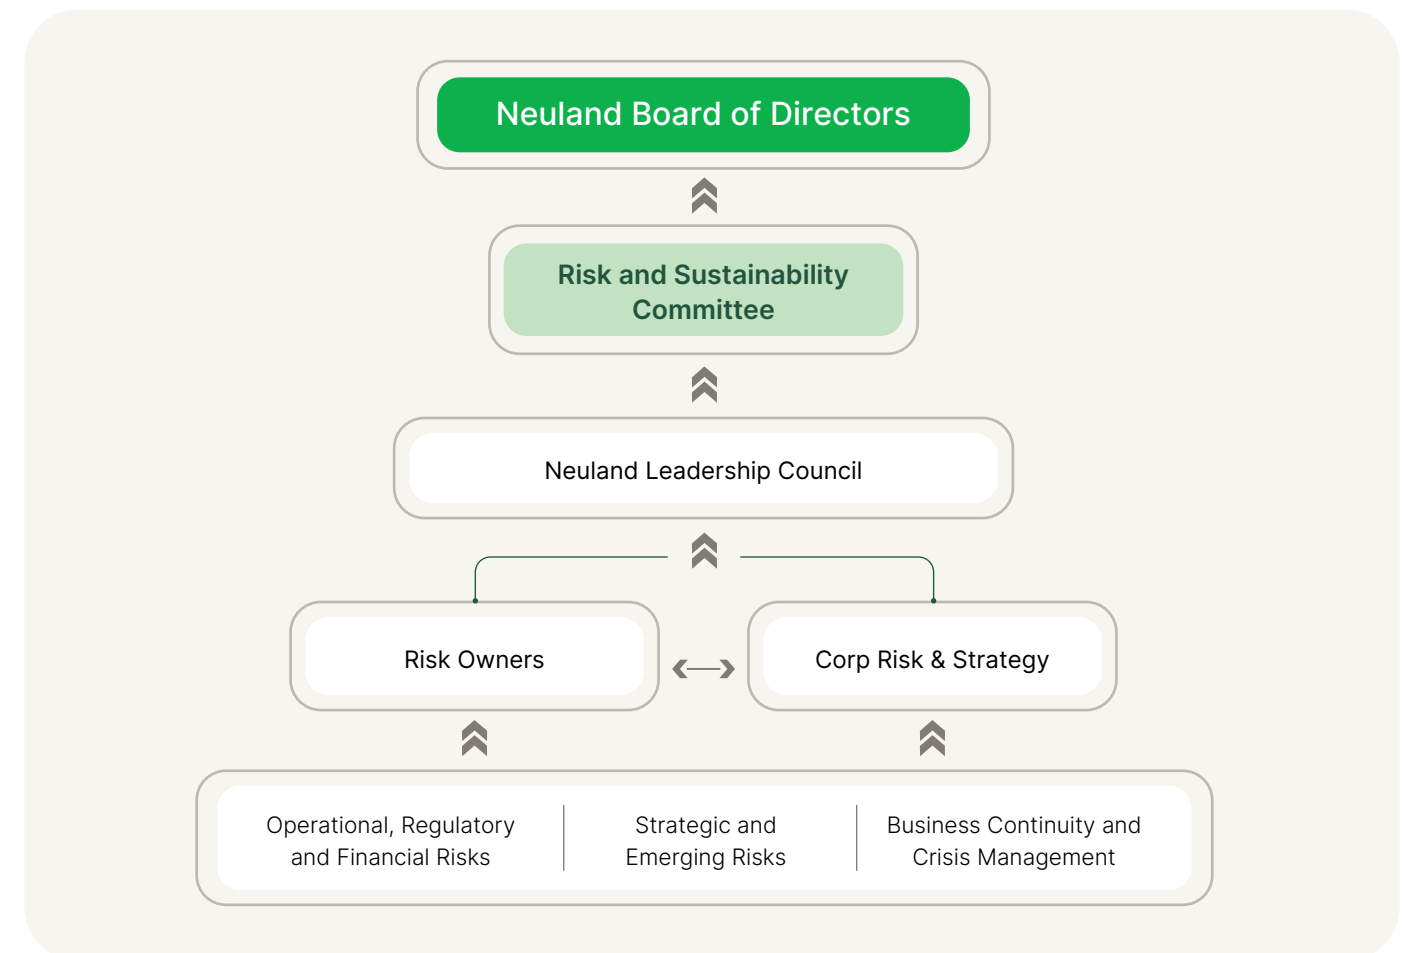 Neuland Board of Directors
Risk and Sustainability
Committee
Neuland Leadership Council
Risk Owners
Corp Risk & Strategy
Operational, Regulatory
and Financial Risks
Strategic and
Emerging Risks
Business Continuity and
Crisis Management